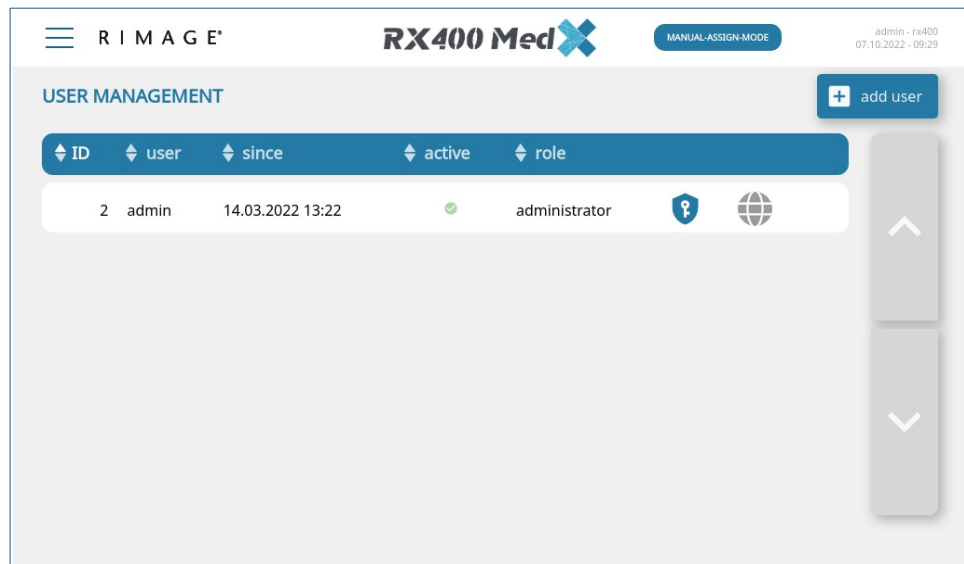 RIMAGE®
RX400 MedX
MANUAL-ASSIGN-MODE
admin - rx400
07.10.2022 - 09:29
USER MANAGEMENT
add user
ID user since active role
2 admin 14.03.2022 13:22 administrator